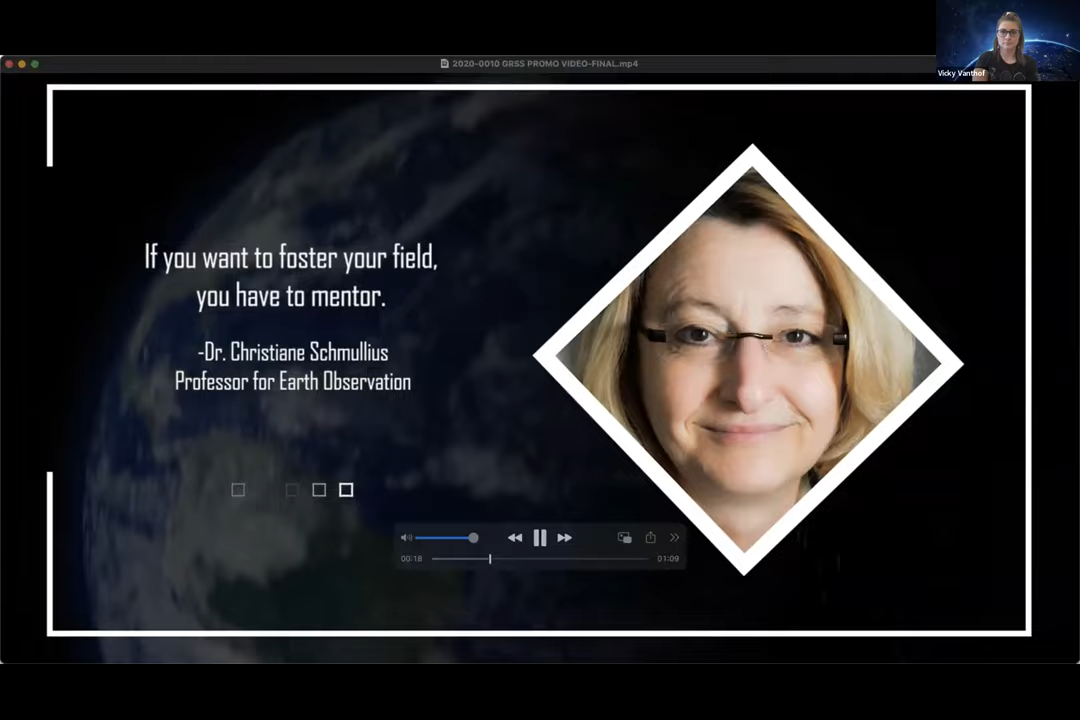 2020-0010 GRSS PROMO VIDEO-FINAL.mp4
Vicky Vanthof
If you want to foster your field,
you have to mentor.
-Dr. Christiane Schmullius
Professor for Earth Observation
00:18
01:09